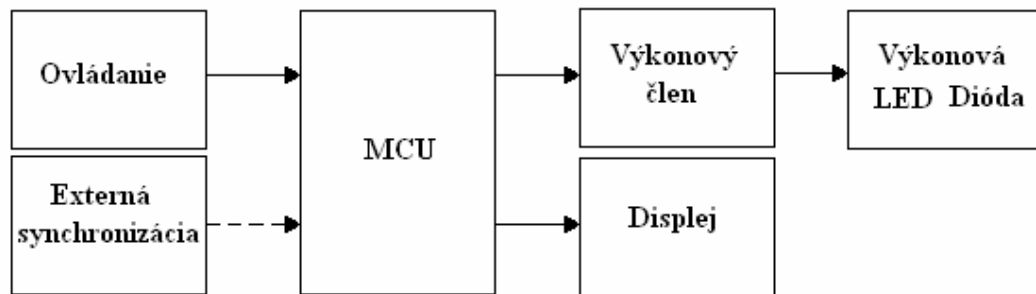 Ovládanie
Externá
synchronizácia
MCU
Výkonový
člen
Displej
Výkonová
LED Dióda